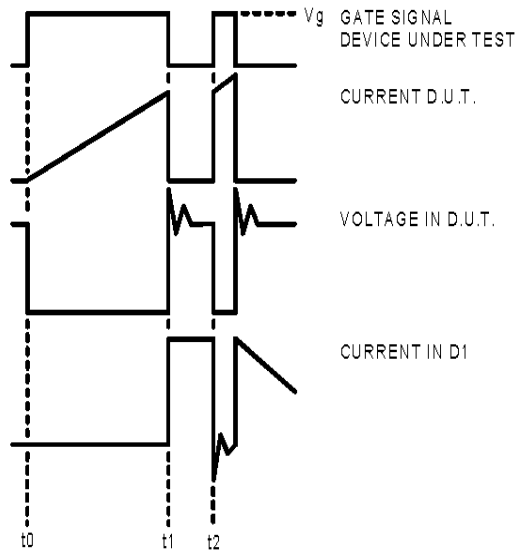 Vg GATE SIGNAL
DEVICE UNDER TEST
CURRENT D.U.T.
VOLTAGE IN D.U.T.
CURRENT IN D1
t0 t1 t2